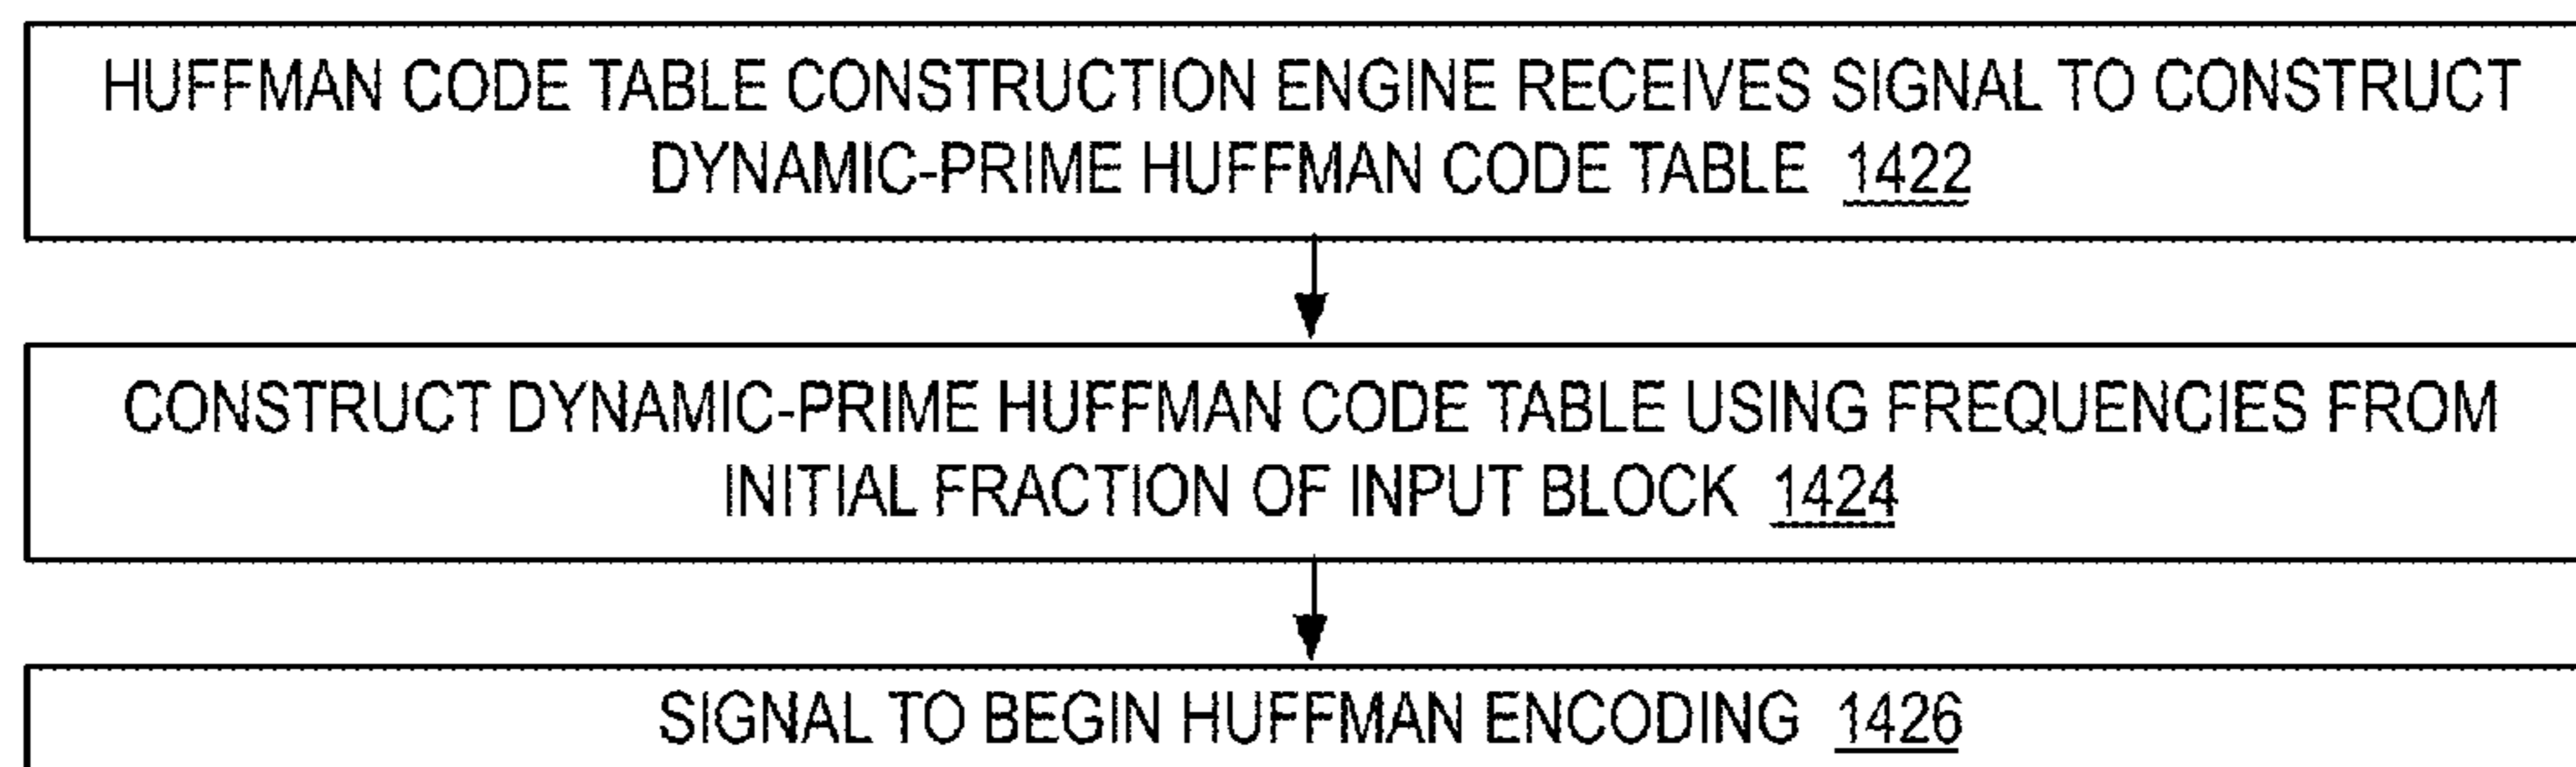 HUFFMAN CODE TABLE CONSTRUCTION ENGINE RECEIVES SIGNAL TO CONSTRUCT
DYNAMIC-PRIME HUFFMAN CODE TABLE 1422
CONSTRUCT DYNAMIC-PRIME HUFFMAN CODE TABLE USING FREQUENCIES FROM
INITIAL FRACTION OF INPUT BLOCK 1424
SIGNAL TO BEGIN HUFFMAN ENCODING 1426